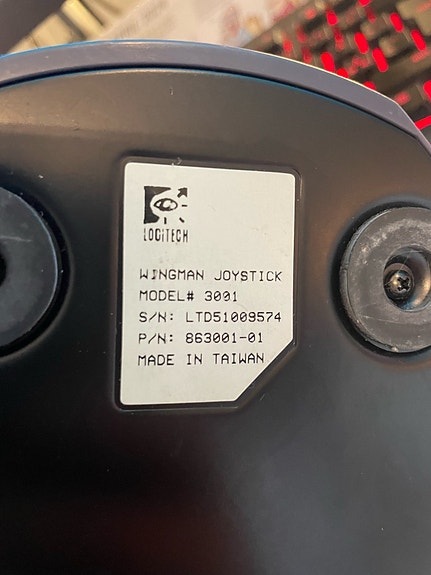 LOGITECH
WINGMAN JOYSTICK
MODEL# 3001
S/N: LTD51009574
P/N: 863001-01
MADE IN TAIWAN